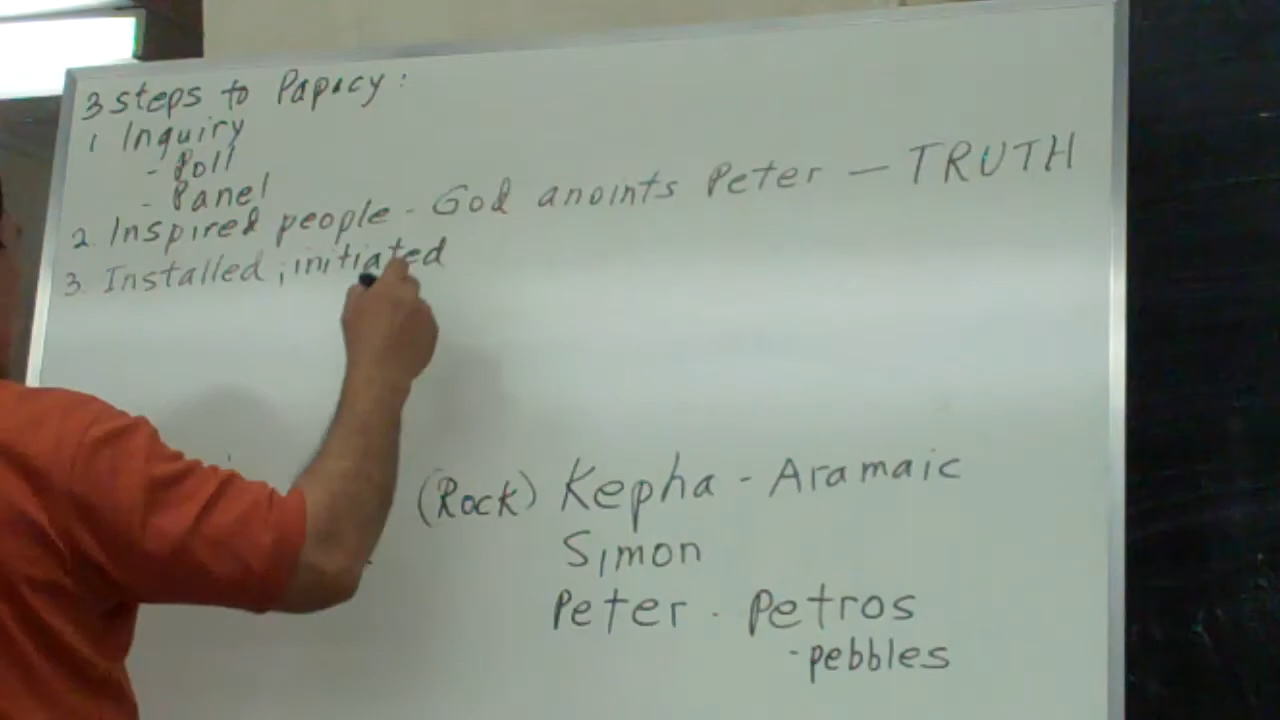 3 steps to Papacy:
1 Inquiry
- Poll
- Panel
2. Inspired people - God anoints Peter — TRUTH
3. Installed, initiated
(Rock) Kepha - Aramaic
Simon
Peter - Petros
- pebbles